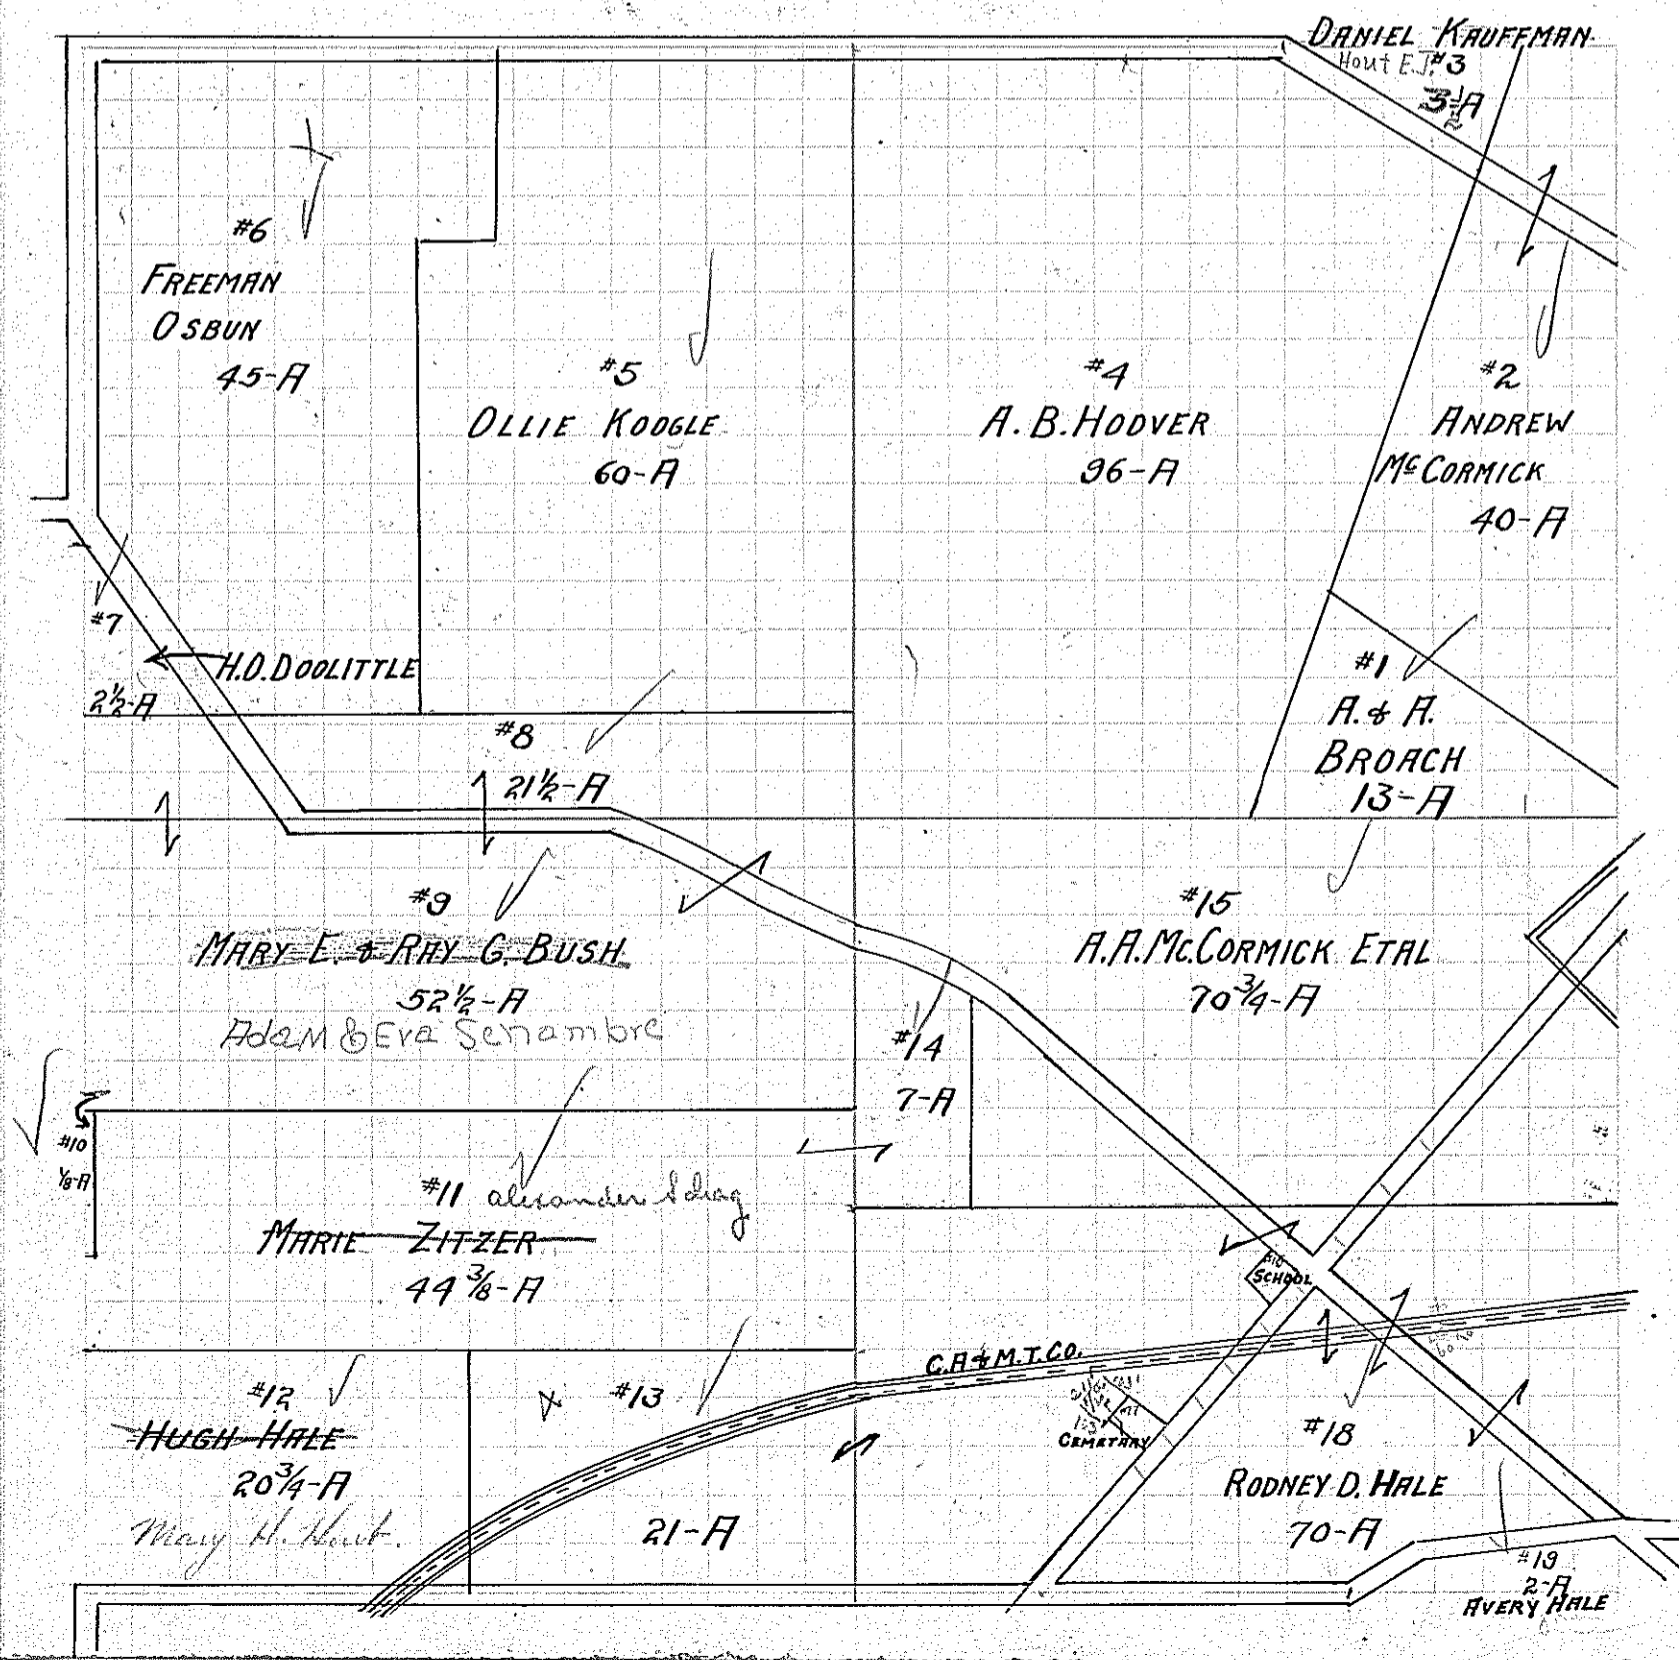 DANIEL KAUFFMAN
Hout E.J. #3
3½A
#6
FREEMAN
OSBUN
45-A
#5
OLLIE KOOGLE
60-A
#4
A.B. HOOVER
96-A
#2
ANDREW
McCORMICK
40-A
#7
H.O. DOOLITTLE
2½-A
#8
21½-A
#1
A. & A.
BROACH
13-A
#9
MARY E. & RAY G. BUSH
52½-A
Adam & Eva
#15
A.A. McCORMICK ETAL
70¾-A
#14
7-A
#10
⅛-A
#11 alexander
MARIE ZITZER
44⅜-A
SCHOOL
C.A & M.T. CO.
#12
HUGH HALE
20¾-A
Mary H. Hout.
#13
21-A
CEMETARY
#18
RODNEY D. HALE
70-A
#19
2-A
AVERY HALE